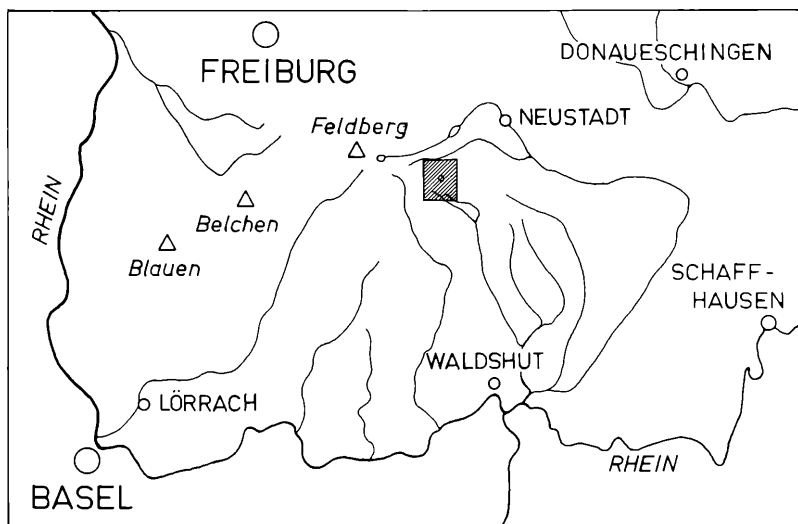 FREIBURG
DONAUESCHINGEN
NEUSTADT
Feldberg
RHEIN
Belchen
Blauen
SCHAFF-
HAUSEN
WALDSHUT
LÖRRACH
RHEIN
BASEL